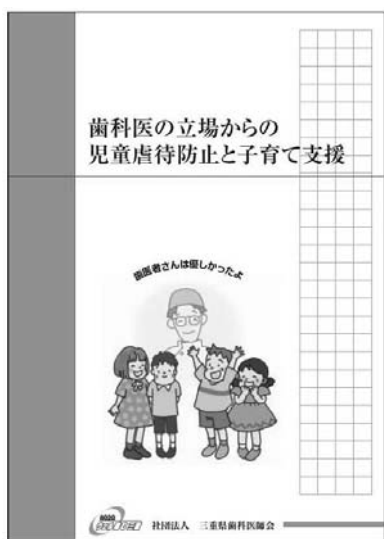 歯科医の立場からの
児童虐待防止と子育て支援
歯医者さんは優しかったよ
8020
社団法人 三重県歯科医師会